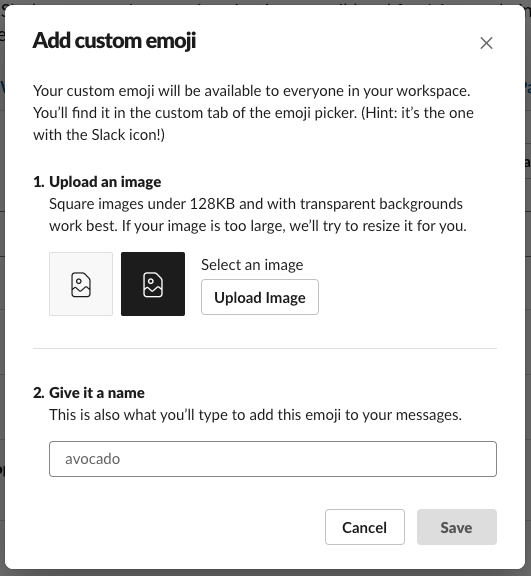 Add custom emoji
Your custom emoji will be available to everyone in your workspace.
You'll find it in the custom tab of the emoji picker. (Hint: it's the one
with the Slack icon!)
1. Upload an image
Square images under 128KB and with transparent backgrounds
work best. If your image is too large, we'll try to resize it for you.
Select an image
Upload Image
2. Give it a name
This is also what you'll type to add this emoji to your messages.
avocado
Cancel
Save